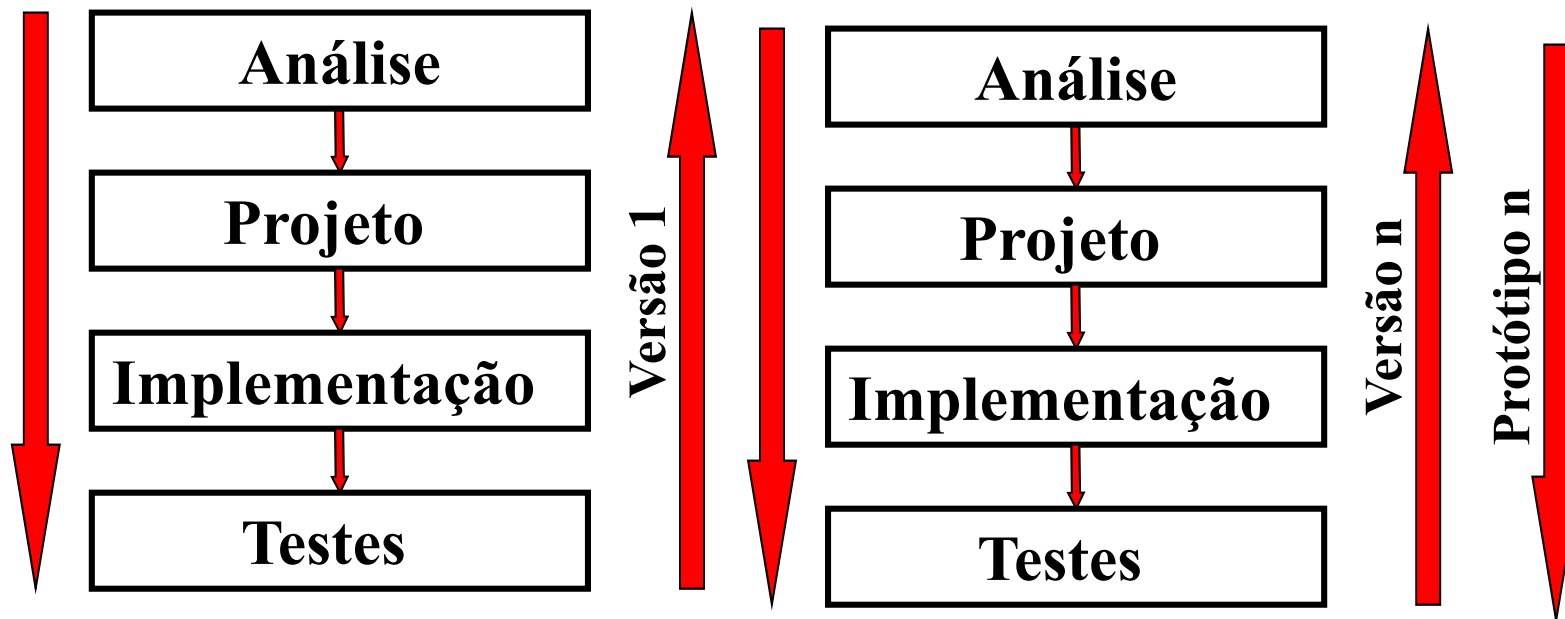 Análise
Projeto
Implementação
Testes
Versão 1
Análise
Projeto
Implementação
Testes
Versão n
Protótipo n